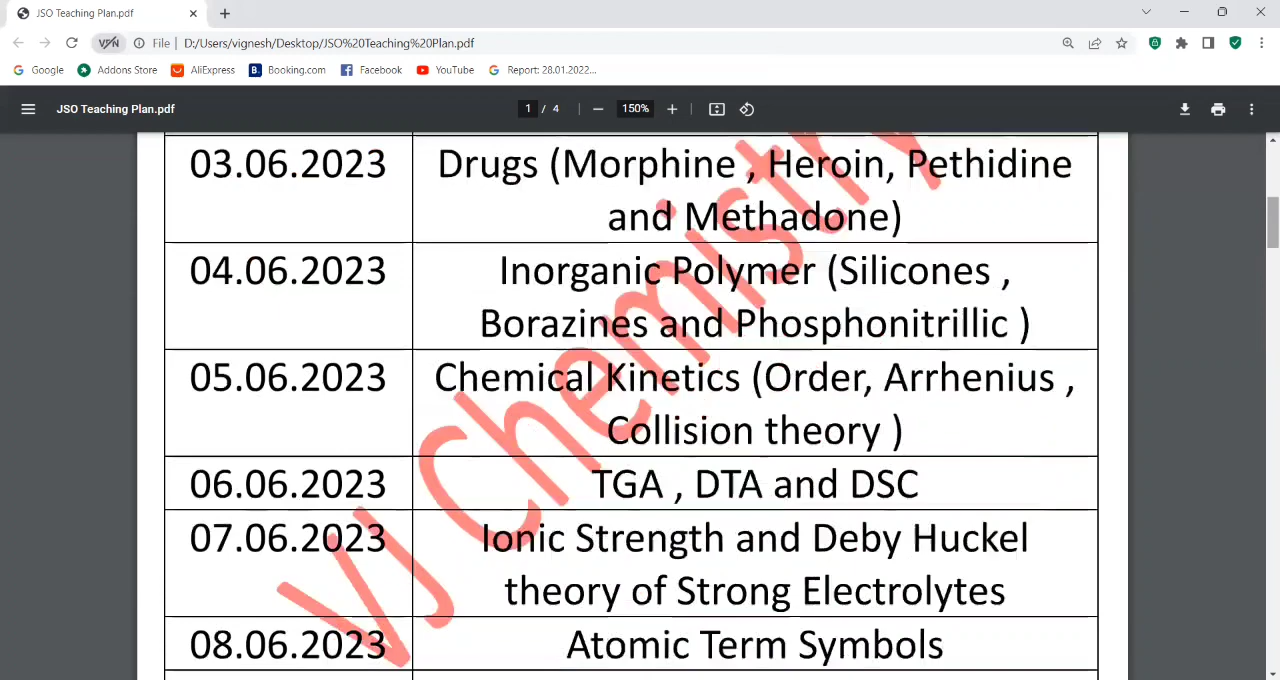 JSO Teaching Plan.pdf
VPN File | D:/Users/vignesh/Desktop/JSO%20Teaching%20Plan.pdf
Google Addons Store AliExpress B. Booking.com Facebook YouTube Report: 28.01.2022...
JSO Teaching Plan.pdf 1 / 4 150%
03.06.2023 Drugs (Morphine , Heroin, Pethidine
and Methadone)
04.06.2023 Inorganic Polymer (Silicones ,
Borazines and Phosphonitrillic )
05.06.2023 Chemical Kinetics (Order, Arrhenius ,
Collision theory )
06.06.2023 TGA , DTA and DSC
07.06.2023 Ionic Strength and Deby Huckel
theory of Strong Electrolytes
08.06.2023 Atomic Term Symbols
VJ Chemistry